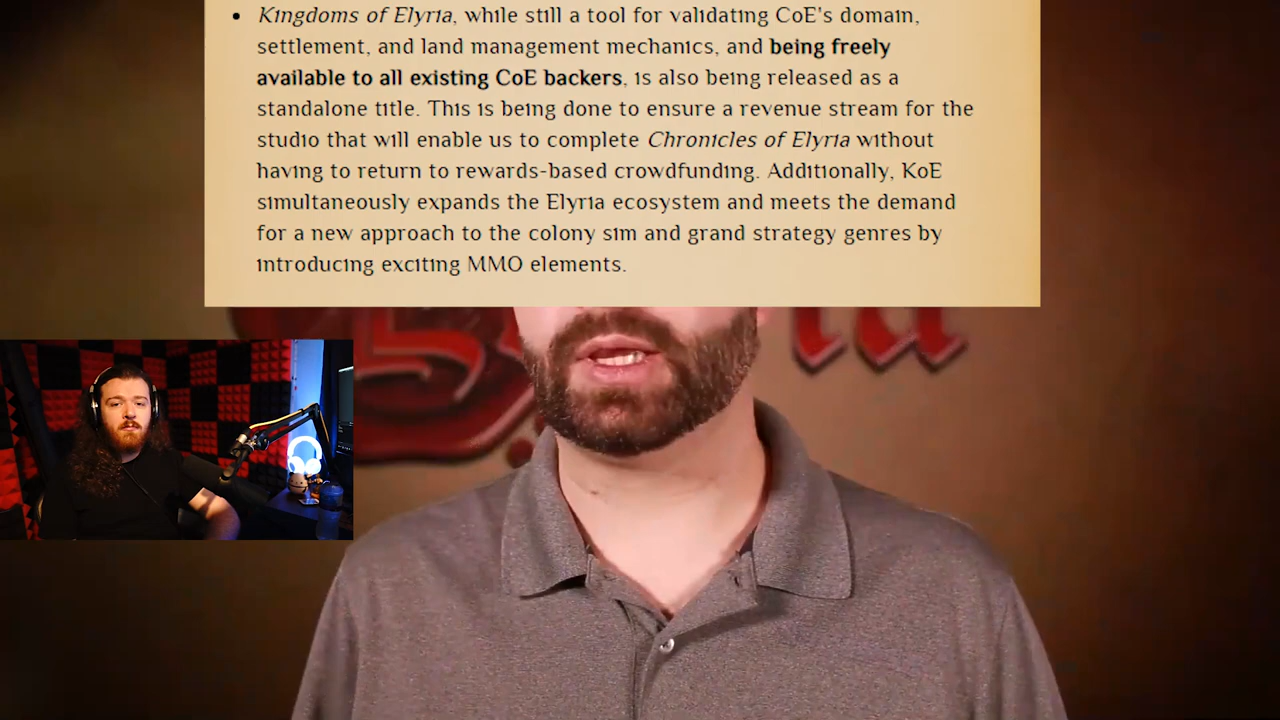 • Kingdoms of Elyria, while still a tool for validating CoE's domain,
settlement, and land management mechanics, and being freely
available to all existing CoE backers, is also being released as a
standalone title. This is being done to ensure a revenue stream for the
studio that will enable us to complete Chronicles of Elyria without
having to return to rewards-based crowdfunding. Additionally, KoE
simultaneously expands the Elyria ecosystem and meets the demand
for a new approach to the colony sim and grand strategy genres by
introducing exciting MMO elements.